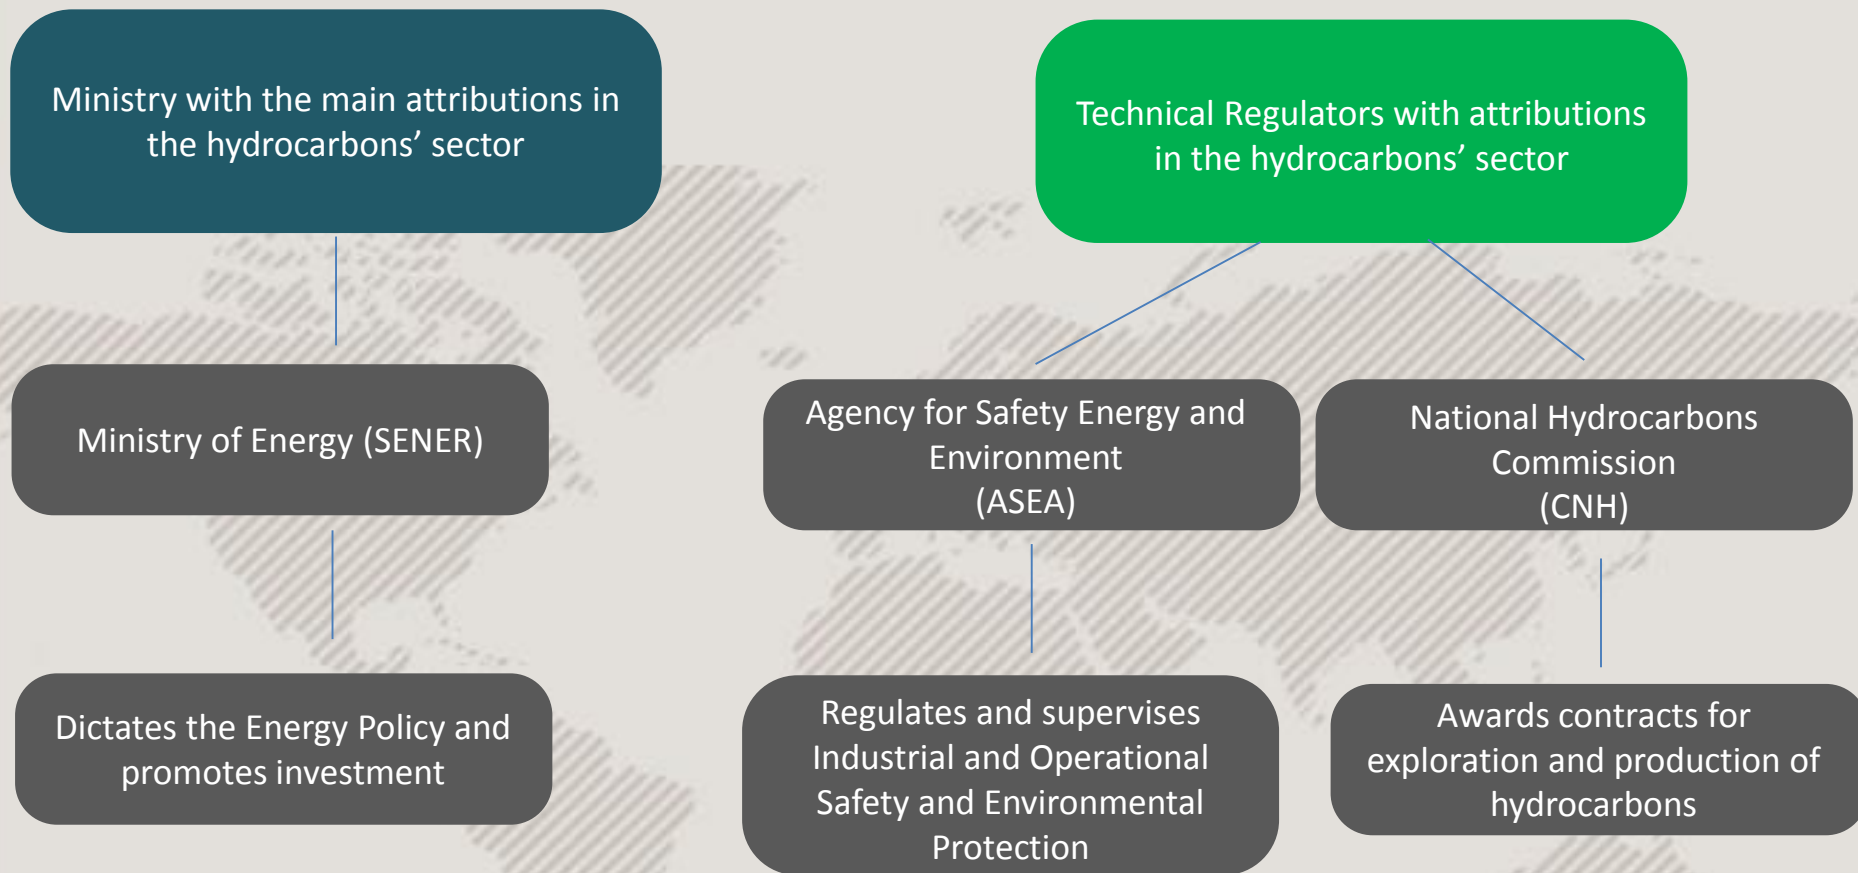 Ministry with the main attributions in
the hydrocarbons’ sector
Technical Regulators with attributions
in the hydrocarbons’ sector
Ministry of Energy (SENER)
Agency for Safety Energy and
Environment
(ASEA)
National Hydrocarbons
Commission
(CNH)
Dictates the Energy Policy and
promotes investment
Regulates and supervises
Industrial and Operational
Safety and Environmental
Protection
Awards contracts for
exploration and production of
hydrocarbons